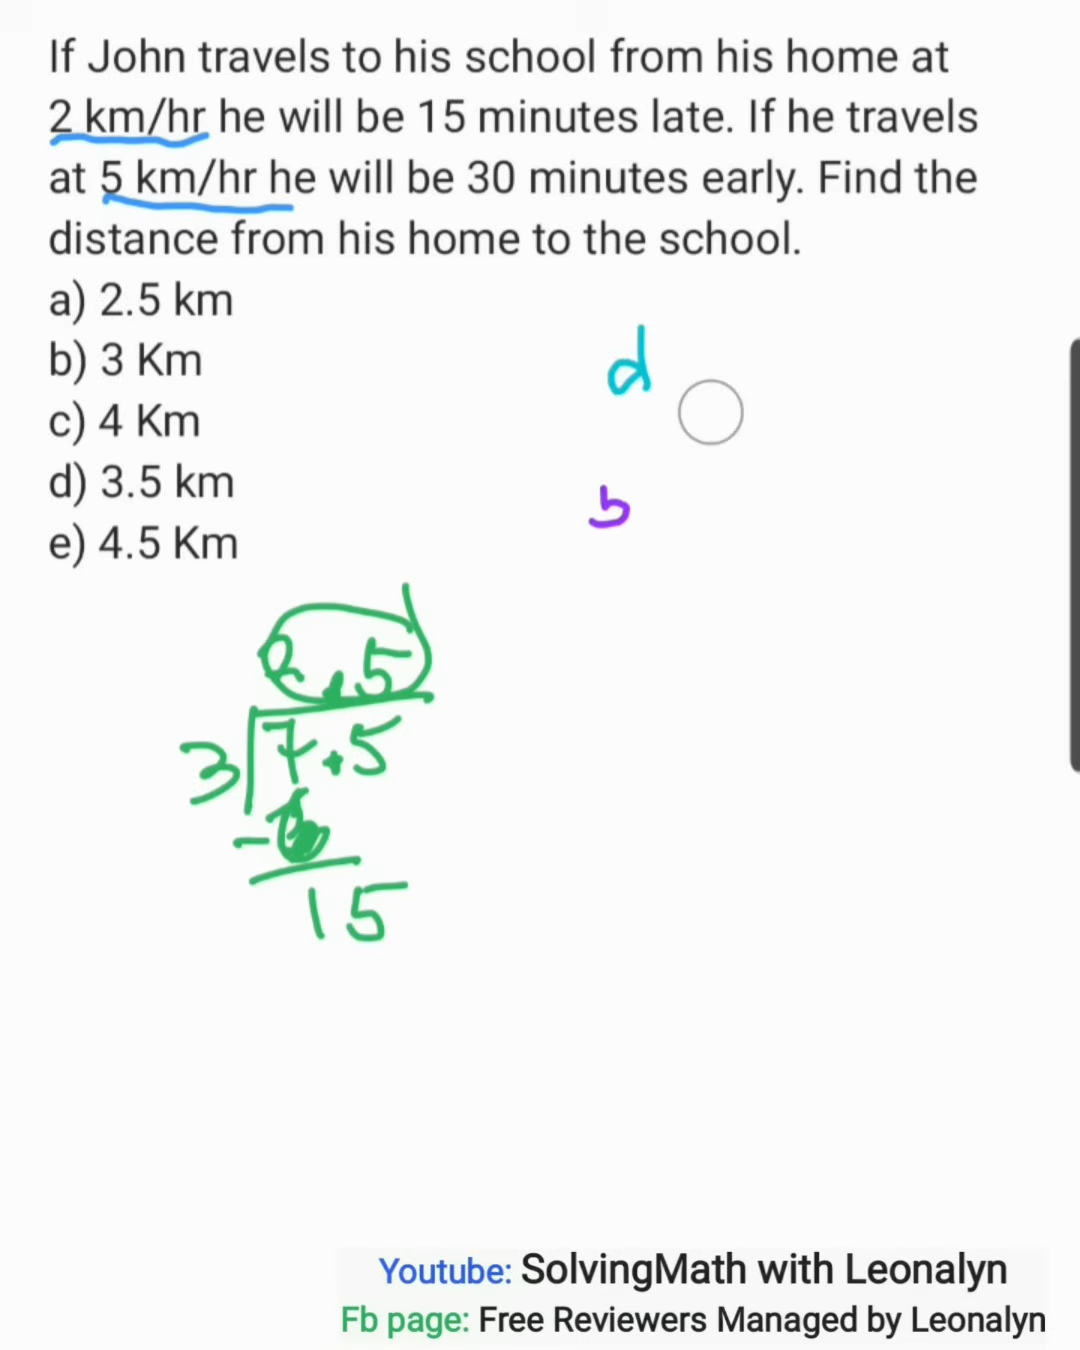 If John travels to his school from his home at
2 km/hr he will be 15 minutes late. If he travels
at 5 km/hr he will be 30 minutes early. Find the
distance from his home to the school.
a) 2.5 km
b) 3 Km
c) 4 Km
d) 3.5 km
e) 4.5 Km
d
5
2.5
3 7.5
-6
15
Youtube: SolvingMath with Leonalyn
Fb page: Free Reviewers Managed by Leonalyn